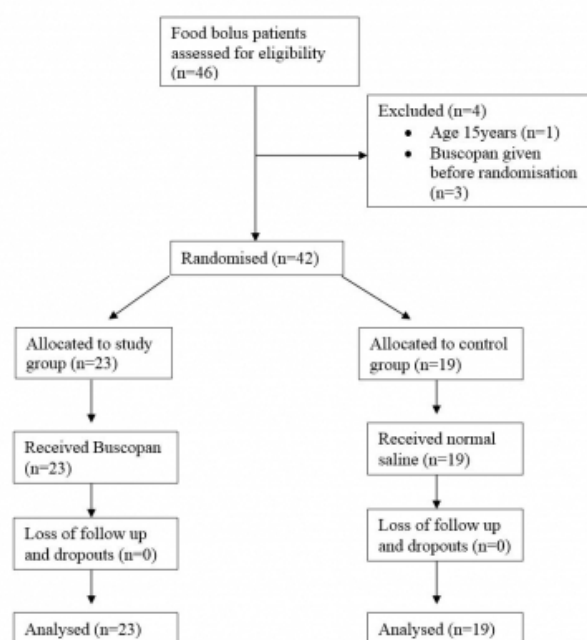 Food bolus patients
assessed for eligibility
(n=46)
Excluded (n=4)
• Age 15years (n=1)
• Buscopan given
before randomisation
(n=3)
Randomised (n=42)
Allocated to study
group (n=23)
Allocated to control
group (n=19)
Received Buscopan
(n=23)
Received normal
saline (n=19)
Loss of follow up
and dropouts (n=0)
Loss of follow up
and dropouts (n=0)
Analysed (n=23)
Analysed (n=19)